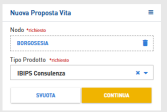 Nuova Proposta Vita
Nodo *richiesto
BORGOSESIA
Tipo Prodotto *richiesto
IBIPS Consulenza
SVUOTA
CONTINUA